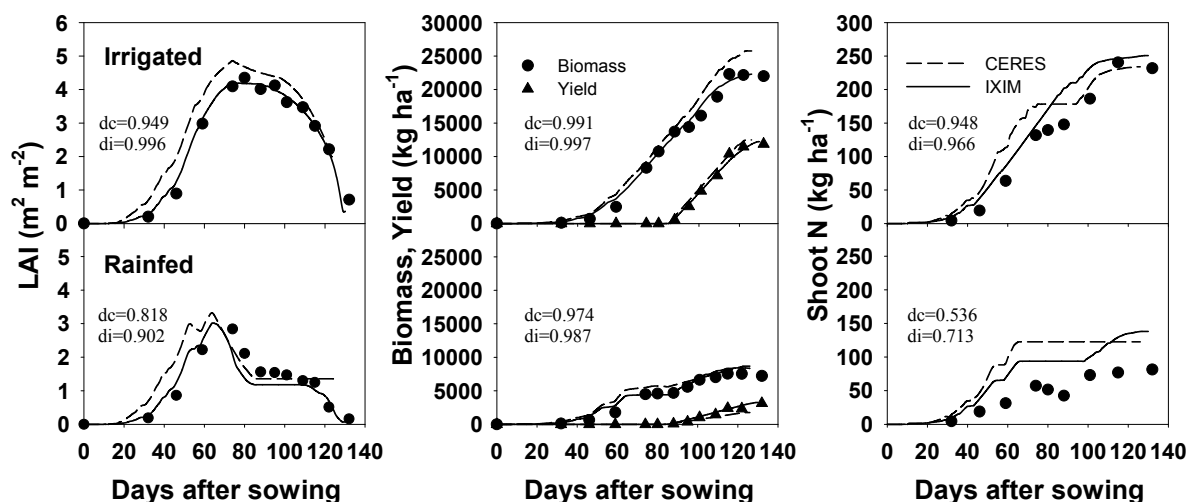 6
5
4
3
2
1
0
Irrigated
dc=0.949
di=0.996
5
4
3
2
1
0
Rainfed
dc=0.818
di=0.902
LAI (m² m⁻²)
0 20 40 60 80 100 120 140
Days after sowing
30000
25000
20000
15000
10000
5000
0
Biomass
Yield
dc=0.991
di=0.997
25000
20000
15000
10000
5000
0
dc=0.974
di=0.987
Biomass, Yield (kg ha⁻¹)
0 20 40 60 80 100 120 140
Days after sowing
300
250
200
150
100
50
0
CERES
IXIM
dc=0.948
di=0.966
250
200
150
100
50
0
dc=0.536
di=0.713
Shoot N (kg ha⁻¹)
0 20 40 60 80 100 120 140
Days after sowing